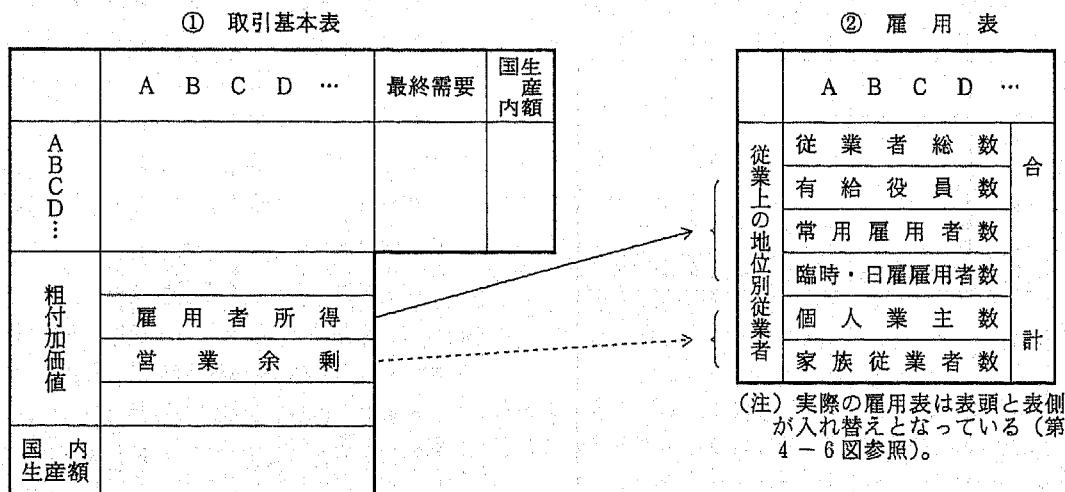 ① 取引基本表
A B C D …
最終需要
国内生産額
A
B
C
D
…
粗付加価値
雇用者所得
営業余剰
国内
生産額
② 雇用表
A B C D …
従業上の地位別従業者
従業者総数
有給役員数
常用雇用者数
臨時・日雇雇用者数
個人業主数
家族従業者数
合計
(注) 実際の雇用表は表頭と表側
が入れ替えとなっている(第
4-6図参照)。